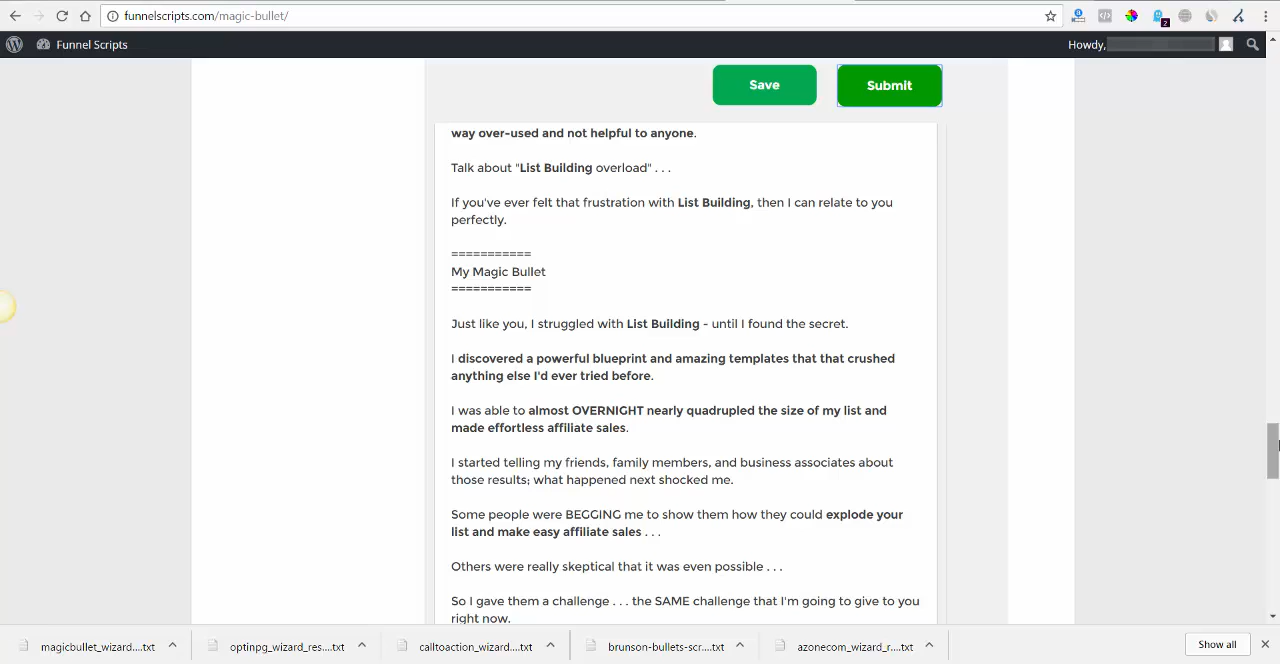 funnelscripts.com/magic-bullet/
2
Funnel Scripts
Howdy,
Save
Submit
way over-used and not helpful to anyone.
Talk about "List Building overload" . . .
If you've ever felt that frustration with List Building, then I can relate to you
perfectly.
===========
My Magic Bullet
===========
Just like you, I struggled with List Building - until I found the secret.
I discovered a powerful blueprint and amazing templates that that crushed
anything else I'd ever tried before.
I was able to almost OVERNIGHT nearly quadrupled the size of my list and
made effortless affiliate sales.
I started telling my friends, family members, and business associates about
those results; what happened next shocked me.
Some people were BEGGING me to show them how they could explode your
list and make easy affiliate sales . . .
Others were really skeptical that it was even possible . . .
So I gave them a challenge . . . the SAME challenge that I'm going to give to you
right now.
magicbullet_wizard....txt
optinpg_wizard_res....txt
calltoaction_wizard....txt
brunson-bullets-scr....txt
azonecom_wizard_r....txt
Show all